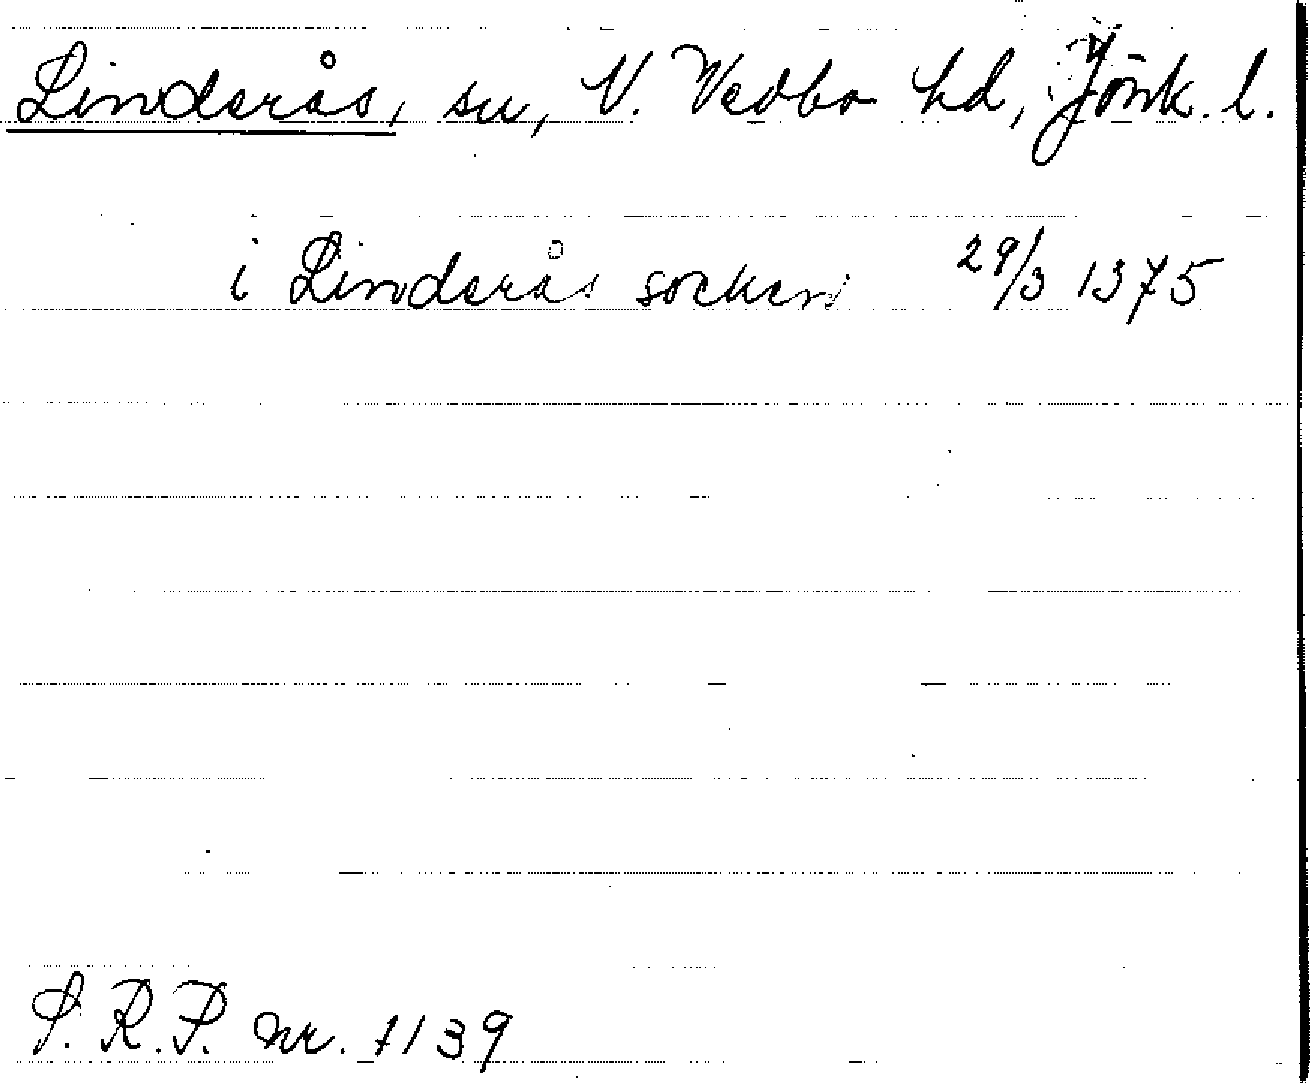 Linderås, sn, N. Vedbo hd, Jönk. l.
i Linderås socken 29/3 1375
S. R. P. nr. 1139